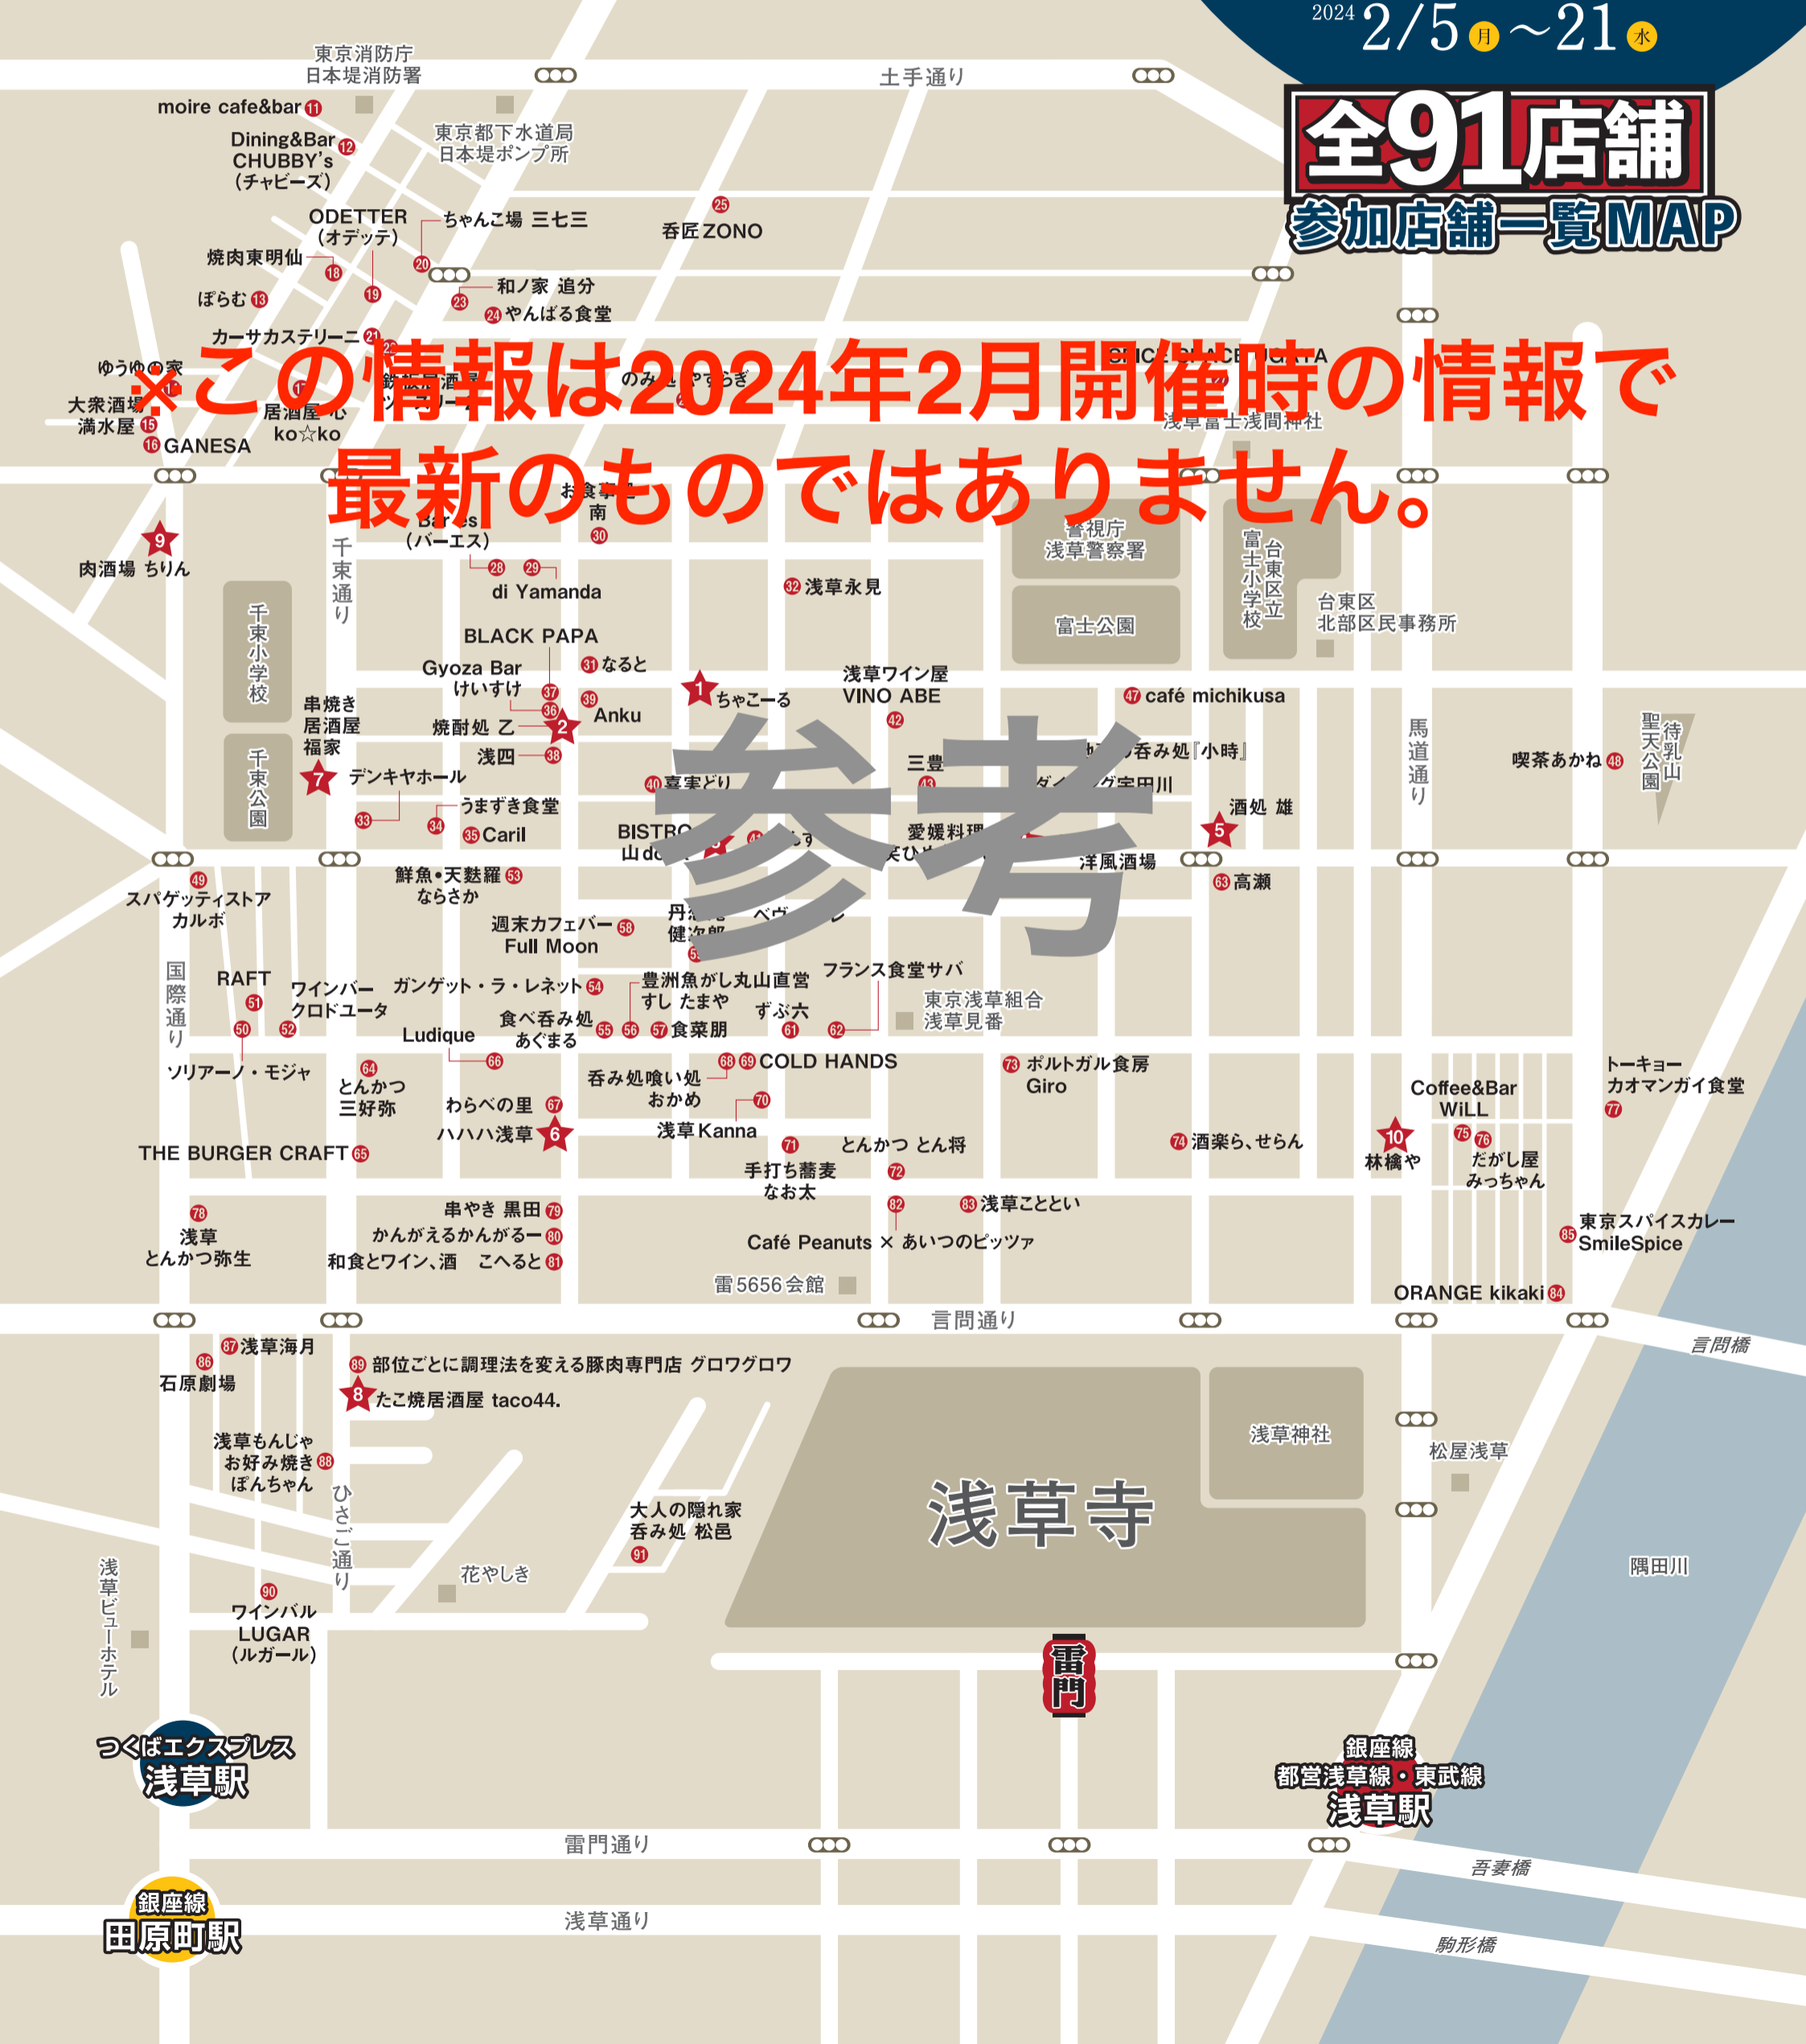 2024 2/5月～21水
全91店舗
参加店舗一覧MAP
東京消防庁
日本堤消防署
土手通り
moire cafe&bar 11
東京都下水道局
日本堤ポンプ所
Dining&Bar 12
CHUBBY's
（チャビーズ）
ODETTER
（オデッテ）
19
ちゃんこ場 三七三
20
25
呑匠ZONO
焼肉東明仙
18
ぽらむ 13
和ノ家 追分
23
24 やんばる食堂
カーサカステリーニ 21
※この情報は2024年2月開催時の情報で
最新のものではありません。
ゆうゆの家
大衆酒場
満水屋 15
16 GANESA
居酒屋 心
ko☆ko
のみ処 やすらぎ
浅草富士浅間神社
9
肉酒場 ちりん
千束通り
（バーエス）
28
29
di Yamanda
お食事処
南
30
32 浅草永見
警視庁
浅草警察署
富士公園
台東区立
富士小学校
台東区
北部区民事務所
千束小学校
千束公園
BLACK PAPA
37
Gyoza Bar
けいすけ
36
31 なると
39
Anku
焼酎処 乙
2
浅四 38
1
ちゃこーる
浅草ワイン屋
VINO ABE
42
47 café michikusa
串焼き
居酒屋
福家
7
デンキヤホール
33
うまずき食堂
34
35 Caril
参考
40 喜実どり
三豊
43
呑み処『小時』
BISTRO
愛媛料理
洋風酒場
酒処 雄
5
63 高瀬
馬道通り
喫茶あかね 48
待乳山
聖天公園
49
スパゲッティストア
カルボ
鮮魚・天麩羅 53
ならさか
週末カフェバー 58
Full Moon
国際通り
RAFT
51
ワインバー
クロドユータ
52
50
ソリアーノ・モジャ
ガンゲット・ラ・レネット 54
豊洲魚がし丸山直営
すし たまや
56
食べ呑み処 55
あぐまる
57 食菜朋
ずぶ六
61
フランス食堂サバ
62
東京浅草組合
浅草見番
Ludique
66
64
とんかつ
三好弥
68 69 COLD HANDS
呑み処喰い処
おかめ
70
浅草Kanna
73 ポルトガル食房
Giro
わらべの里 67
ハハハ浅草 6
THE BURGER CRAFT 65
71
手打ち蕎麦
なお太
とんかつ とん将
72
74 酒楽ら、せらん
10
林檎や
Coffee&Bar
WiLL
75 76
だがし屋
みっちゃん
トーキョー
カオマンガイ食堂
77
78
浅草
とんかつ弥生
串やき 黒田 79
かんがえるかんがるー 80
和食とワイン、酒 こへると 81
82
83 浅草こととい
Café Peanuts × あいつのピッツァ
雷5656会館
東京スパイスカレー
85 SmileSpice
ORANGE kikaki 84
言問通り
言問橋
87 浅草海月
86
石原劇場
89 部位ごとに調理法を変える豚肉専門店 グロワグロワ
8 たこ焼居酒屋 taco44.
浅草もんじゃ
お好み焼き 88
ぽんちゃん
ひさご通り
大人の隠れ家
呑み処 松邑
91
浅草寺
浅草神社
松屋浅草
隅田川
花やしき
浅草ビューホテル
90
ワインバル
LUGAR
（ルガール）
雷門
つくばエクスプレス
浅草駅
銀座線
都営浅草線・東武線
浅草駅
雷門通り
吾妻橋
銀座線
田原町駅
浅草通り
駒形橋